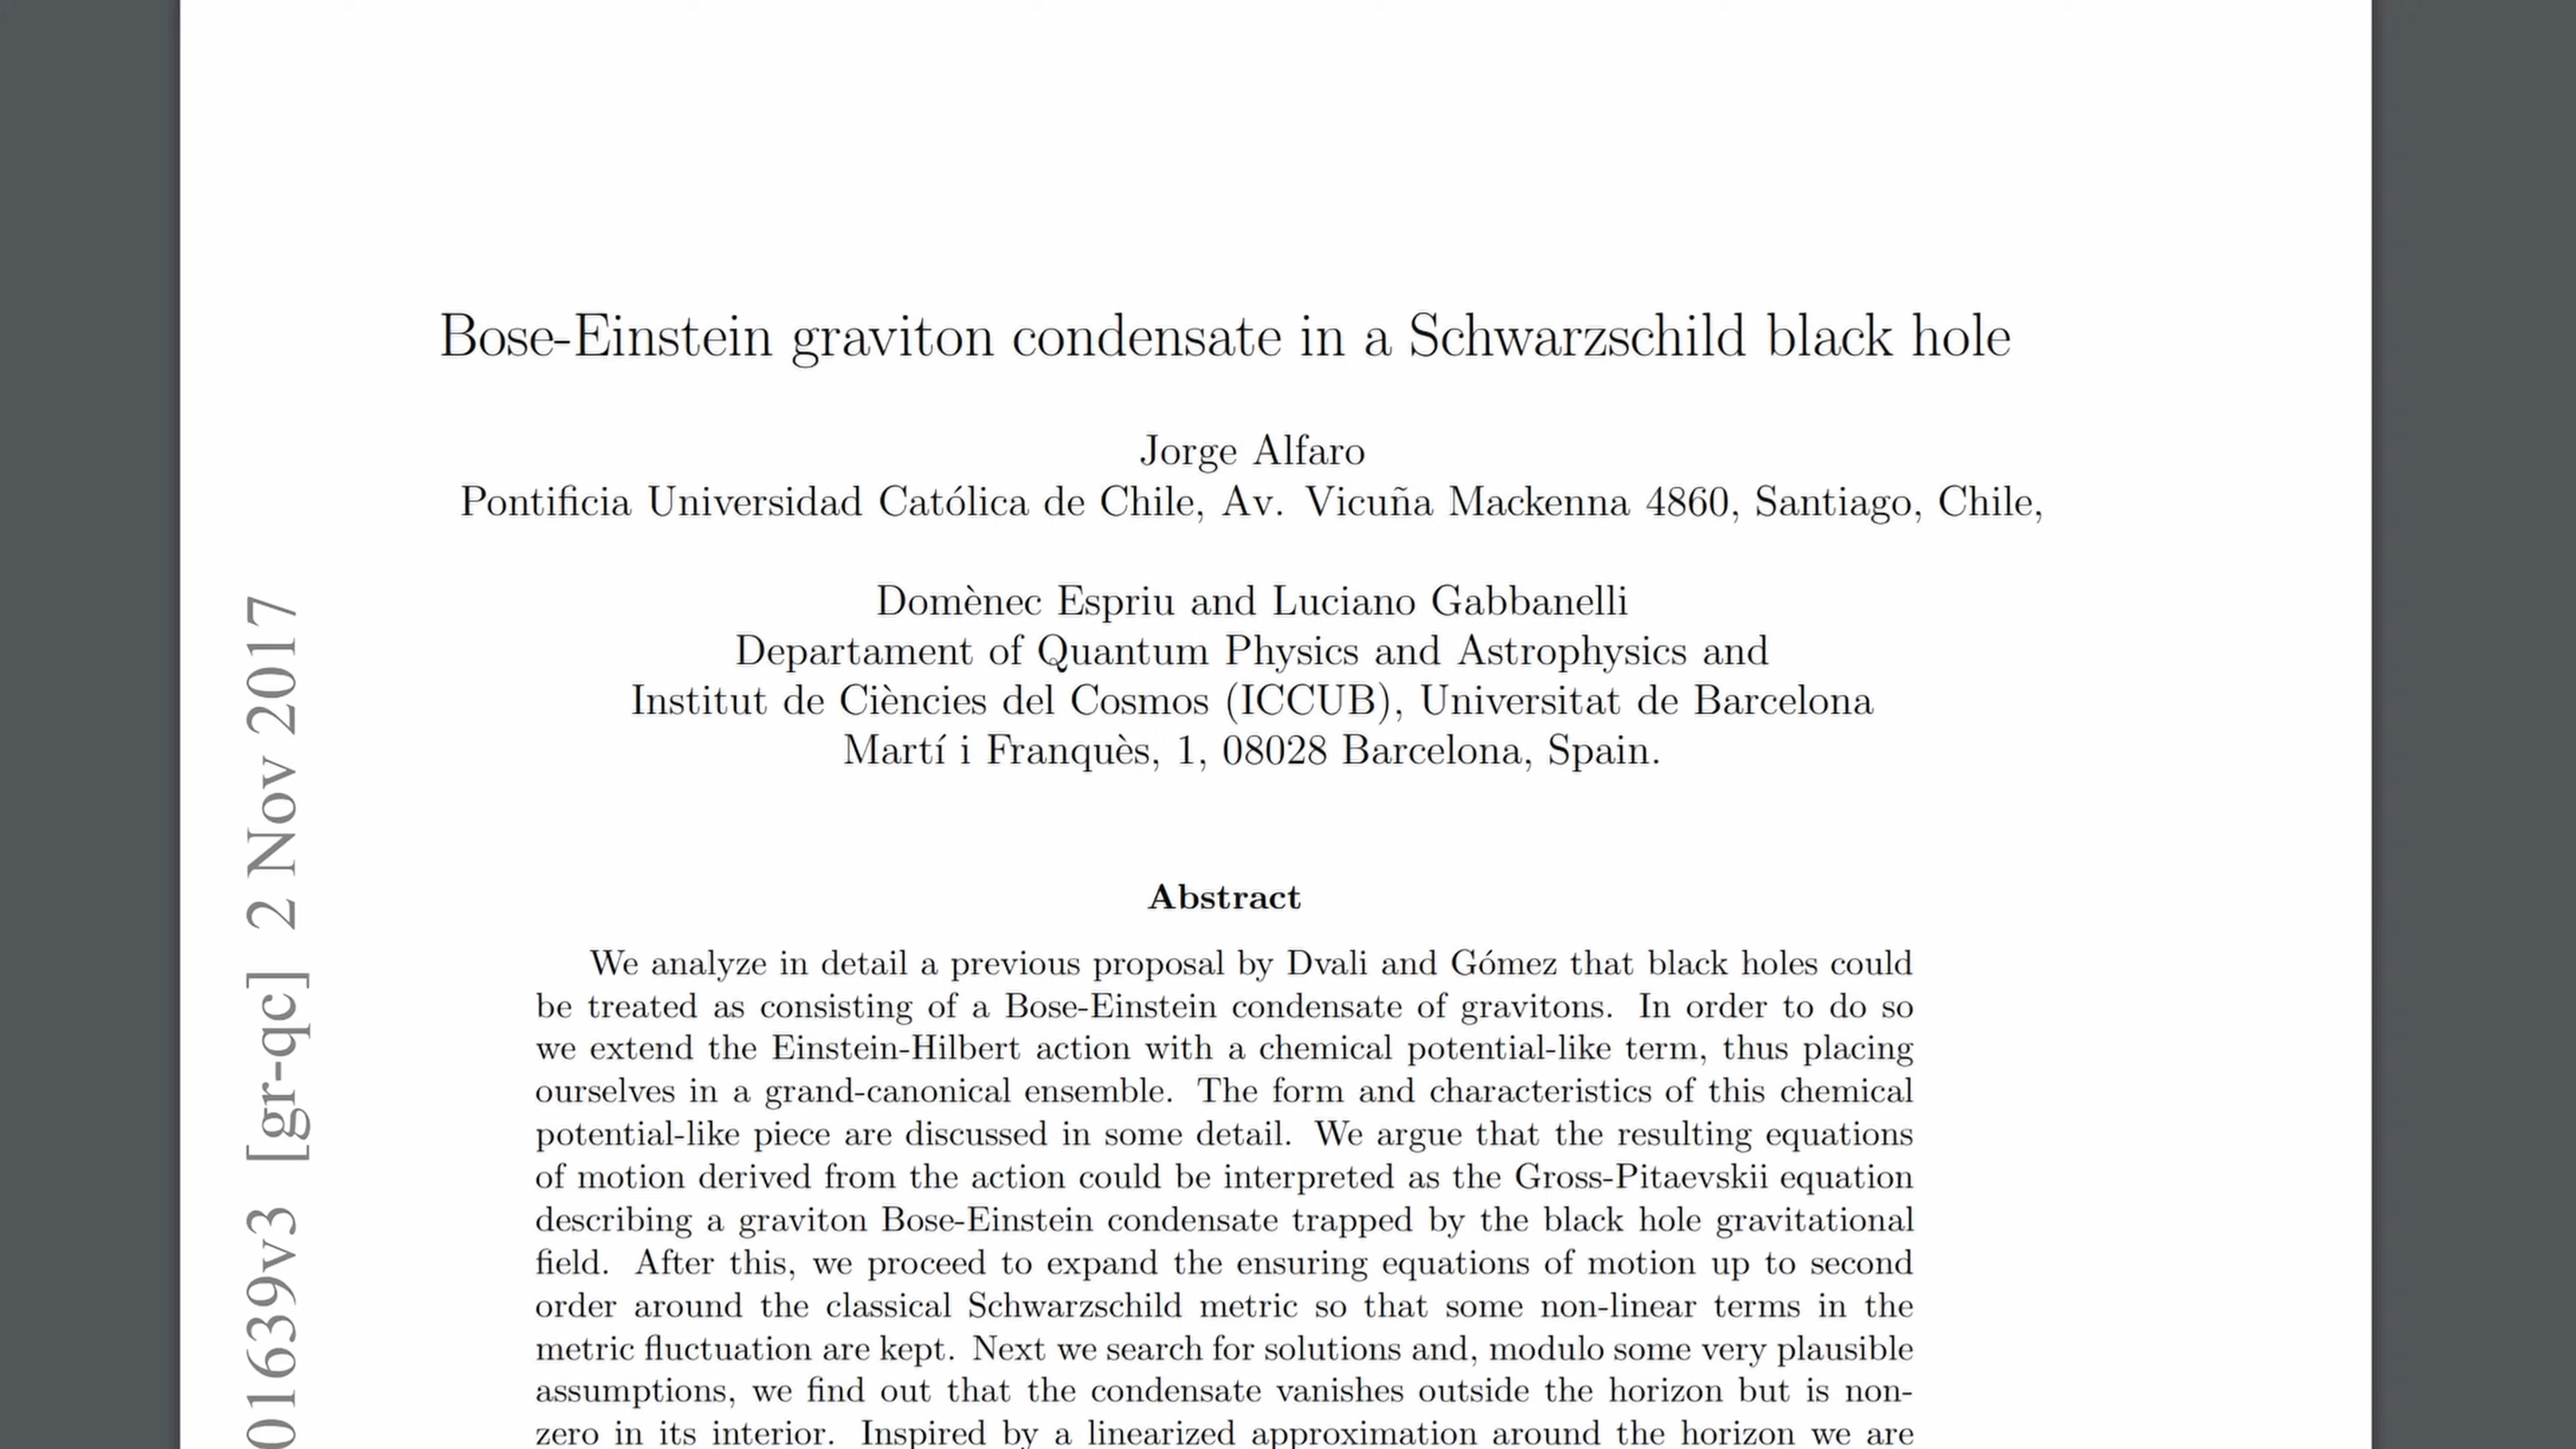 Bose-Einstein graviton condensate in a Schwarzschild black hole
Jorge Alfaro
Pontificia Universidad Católica de Chile, Av. Vicuña Mackenna 4860, Santiago, Chile,
Domènec Espriu and Luciano Gabbanelli
Departament of Quantum Physics and Astrophysics and
Institut de Ciències del Cosmos (ICCUB), Universitat de Barcelona
Martí i Franquès, 1, 08028 Barcelona, Spain.
Abstract
We analyze in detail a previous proposal by Dvali and Gómez that black holes could
be treated as consisting of a Bose-Einstein condensate of gravitons. In order to do so
we extend the Einstein-Hilbert action with a chemical potential-like term, thus placing
ourselves in a grand-canonical ensemble. The form and characteristics of this chemical
potential-like piece are discussed in some detail. We argue that the resulting equations
of motion derived from the action could be interpreted as the Gross-Pitaevskii equation
describing a graviton Bose-Einstein condensate trapped by the black hole gravitational
field. After this, we proceed to expand the ensuring equations of motion up to second
order around the classical Schwarzschild metric so that some non-linear terms in the
metric fluctuation are kept. Next we search for solutions and, modulo some very plausible
assumptions, we find out that the condensate vanishes outside the horizon but is non-
zero in its interior. Inspired by a linearized approximation around the horizon we are
01639v3 [gr-qc] 2 Nov 2017